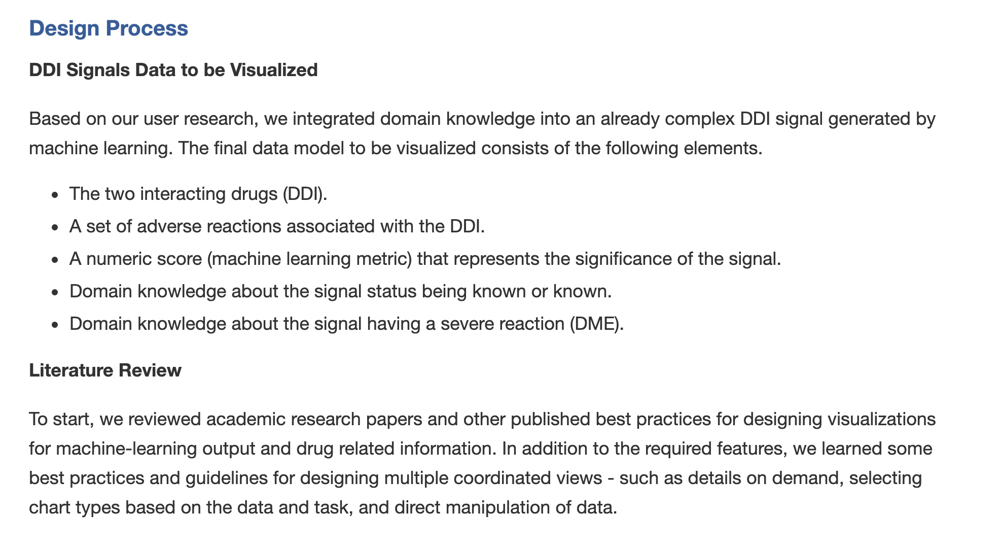 Design Process
DDI Signals Data to be Visualized
Based on our user research, we integrated domain knowledge into an already complex DDI signal generated by
machine learning. The final data model to be visualized consists of the following elements.
• The two interacting drugs (DDI).
• A set of adverse reactions associated with the DDI.
• A numeric score (machine learning metric) that represents the significance of the signal.
• Domain knowledge about the signal status being known or known.
• Domain knowledge about the signal having a severe reaction (DME).
Literature Review
To start, we reviewed academic research papers and other published best practices for designing visualizations
for machine-learning output and drug related information. In addition to the required features, we learned some
best practices and guidelines for designing multiple coordinated views - such as details on demand, selecting
chart types based on the data and task, and direct manipulation of data.